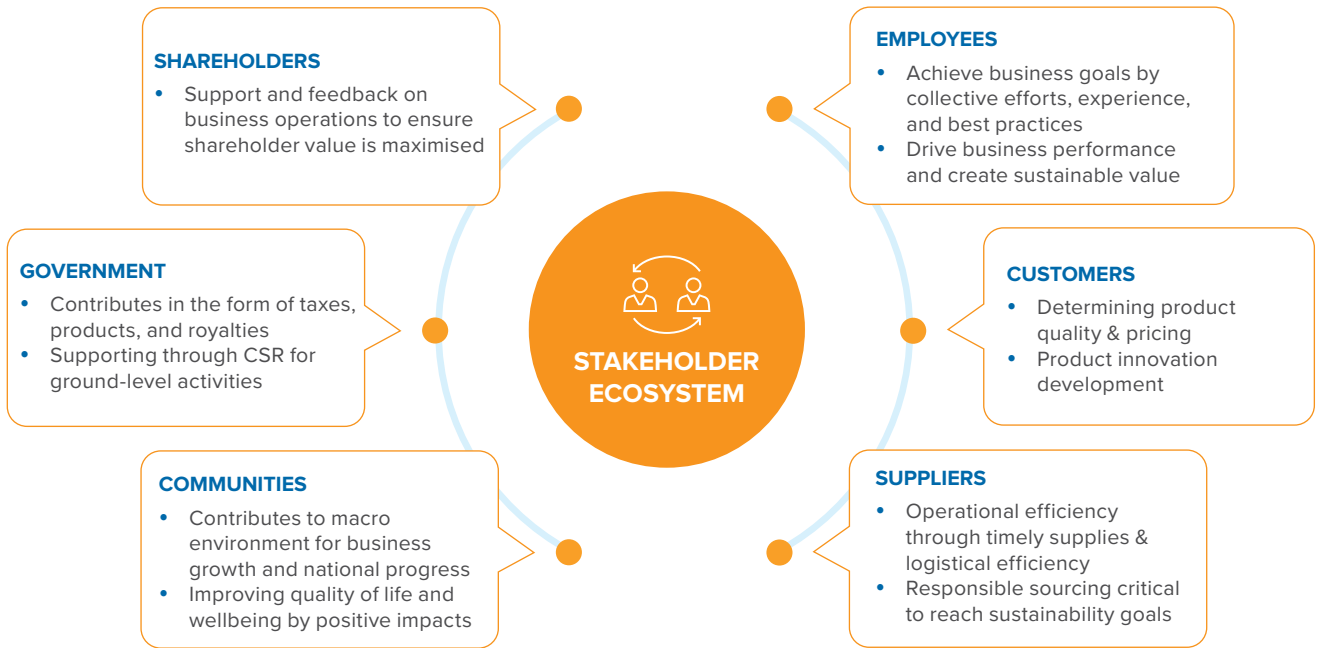 SHAREHOLDERS
• Support and feedback on
business operations to ensure
shareholder value is maximised
GOVERNMENT
• Contributes in the form of taxes,
products, and royalties
• Supporting through CSR for
ground-level activities
COMMUNITIES
• Contributes to macro
environment for business
growth and national progress
• Improving quality of life and
wellbeing by positive impacts
STAKEHOLDER
ECOSYSTEM
EMPLOYEES
• Achieve business goals by
collective efforts, experience,
and best practices
• Drive business performance
and create sustainable value
CUSTOMERS
• Determining product
quality & pricing
• Product innovation
development
SUPPLIERS
• Operational efficiency
through timely supplies &
logistical efficiency
• Responsible sourcing critical
to reach sustainability goals